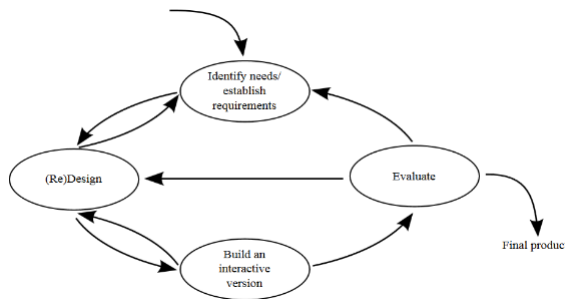 Identify needs/
establish
requirements
(Re)Design
Evaluate
Build an
interactive
version
Final produc